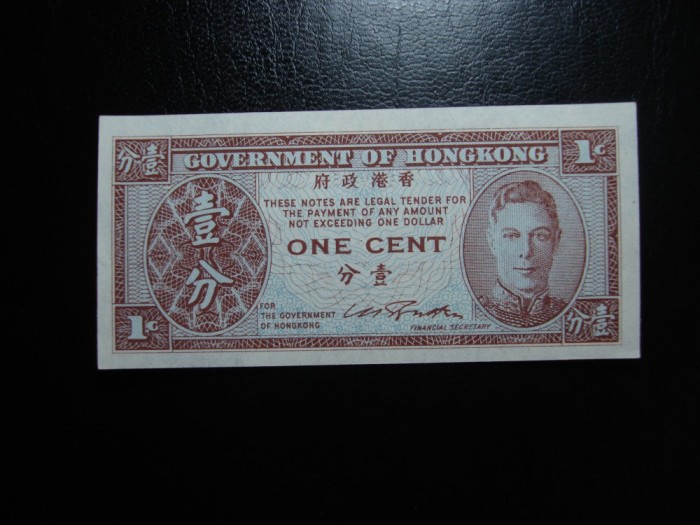 分壹
GOVERNMENT OF HONGKONG
1C
府政港香
THESE NOTES ARE LEGAL TENDER FOR
THE PAYMENT OF ANY AMOUNT
NOT EXCEEDING ONE DOLLAR
壹分
ONE CENT
分壹
FOR
THE GOVERNMENT
OF HONGKONG
FINANCIAL SECRETARY
1C
分壹